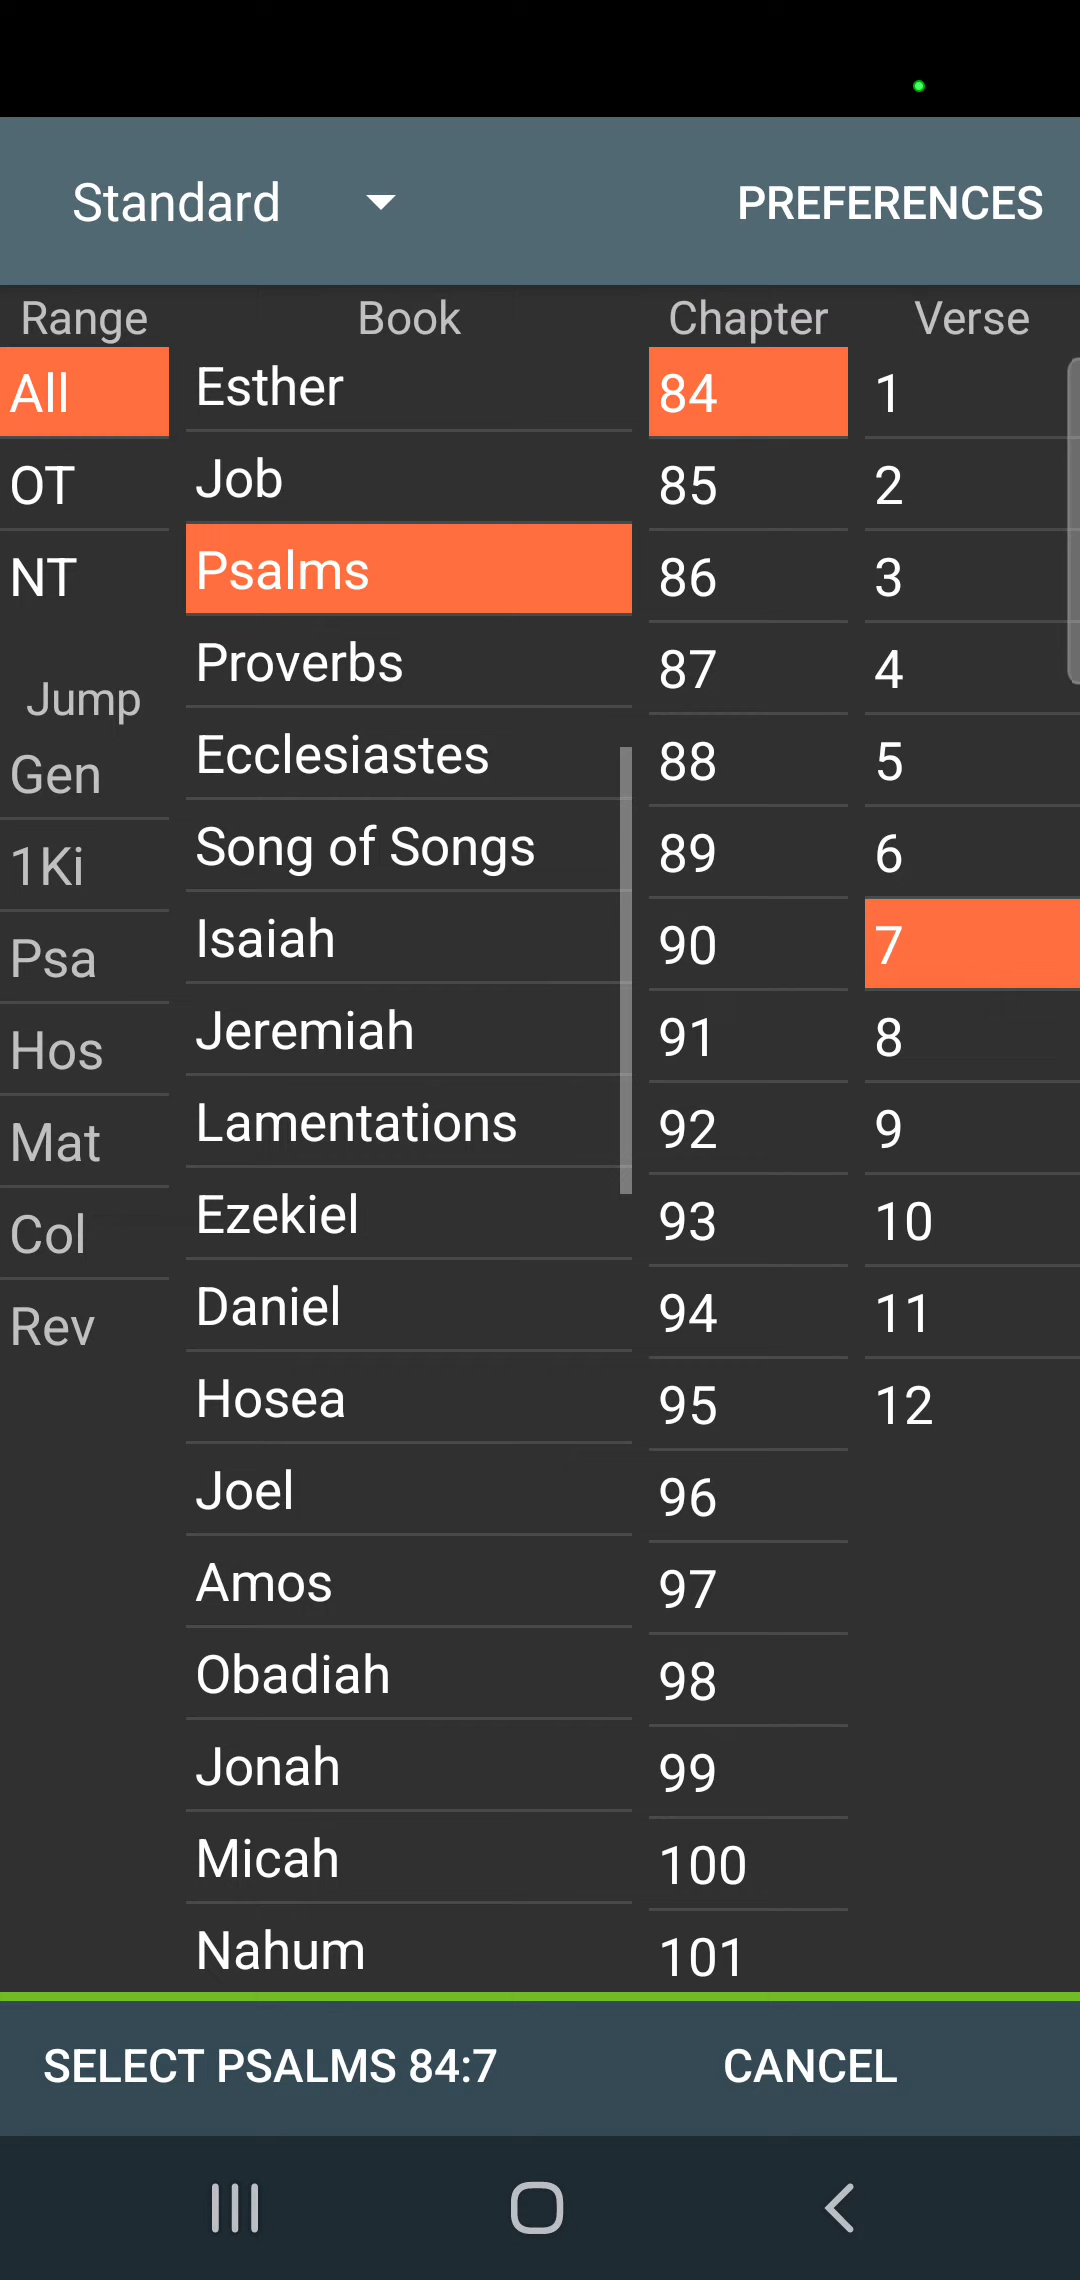 Standard
PREFERENCES
Range
Book
Chapter
Verse
All
OT
NT
Jump
Gen
1Ki
Psa
Hos
Mat
Col
Rev
Esther
Job
Psalms
Proverbs
Ecclesiastes
Song of Songs
Isaiah
Jeremiah
Lamentations
Ezekiel
Daniel
Hosea
Joel
Amos
Obadiah
Jonah
Micah
Nahum
84
85
86
87
88
89
90
91
92
93
94
95
96
97
98
99
100
101
1
2
3
4
5
6
7
8
9
10
11
12
SELECT PSALMS 84:7
CANCEL